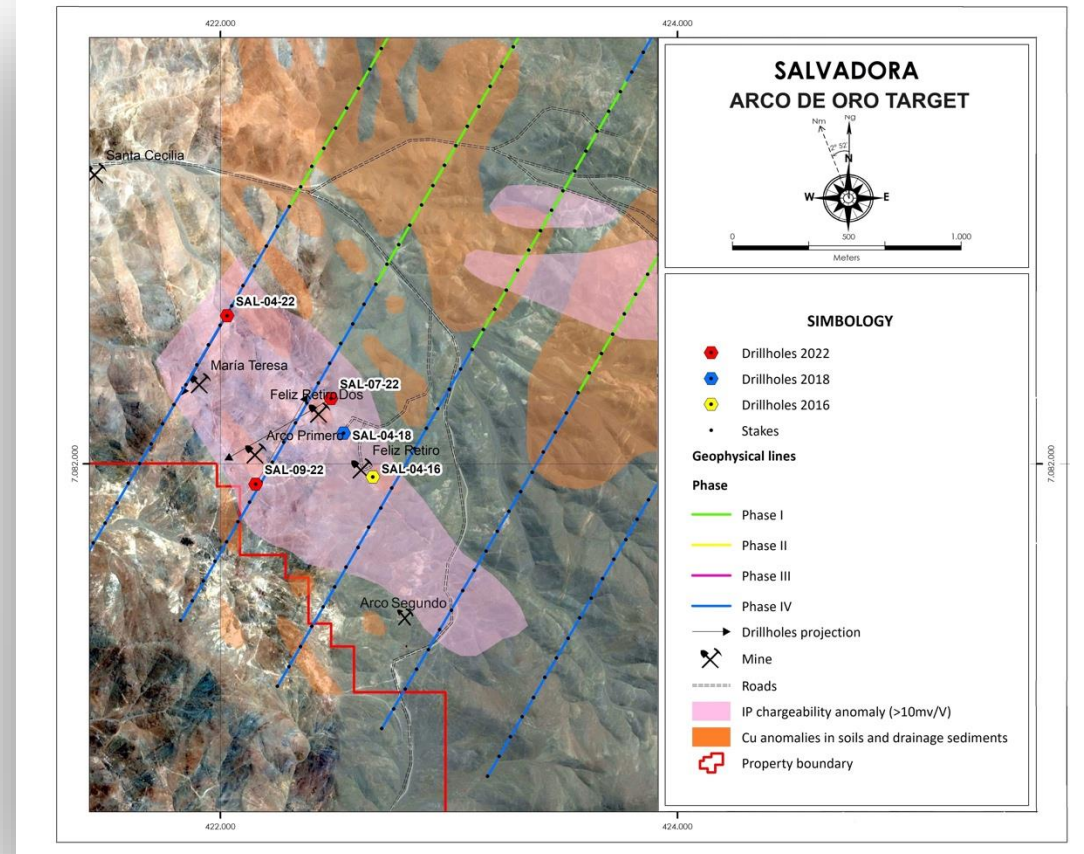 422.000
424.000
SALVADORA
ARCO DE ORO TARGET
Nm
Ng
2° 52'
N
W
E
S
0
500
1.000
Meters
Santa Cecilia
SAL-04-22
María Teresa
SAL-07-22
Feliz Retiro Dos
SAL-04-18
Arco Primero
Feliz Retiro
SAL-04-16
SAL-09-22
Arco Segundo
7.082.000
7.082.000
SIMBOLOGY
Drillholes 2022
Drillholes 2018
Drillholes 2016
Stakes
Geophysical lines
Phase
Phase I
Phase II
Phase III
Phase IV
Drillholes projection
Mine
Roads
IP chargeability anomaly (>10mv/V)
Cu anomalies in soils and drainage sediments
Property boundary
422.000
424.000